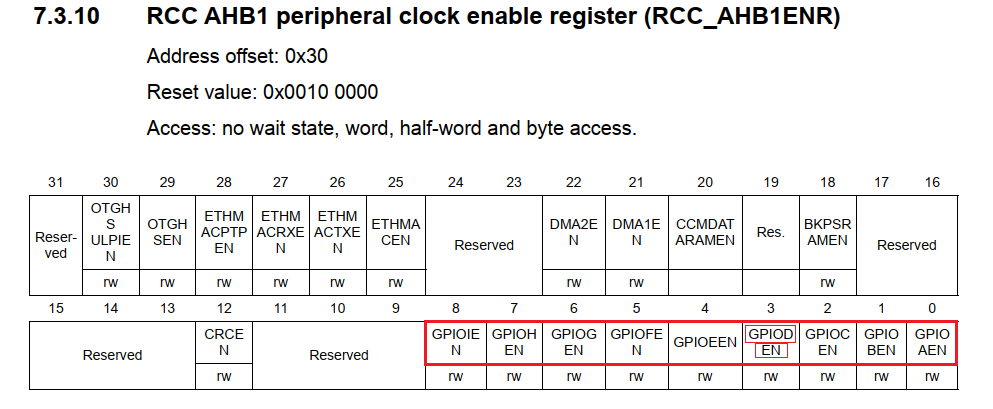 7.3.10 RCC AHB1 peripheral clock enable register (RCC_AHB1ENR)
Address offset: 0x30
Reset value: 0x0010 0000
Access: no wait state, word, half-word and byte access.
31 30 29 28 27 26 25 24 23 22 21 20 19 18 17 16
Reser-
ved
OTGH
S
ULPIE
N
OTGH
SEN
ETHM
ACPTP
EN
ETHM
ACRXE
N
ETHM
ACTXE
N
ETHMA
CEN
Reserved
DMA2E
N
DMA1E
N
CCMDAT
ARAMEN
Res.
BKPSR
AMEN
Reserved
rw rw rw rw rw rw rw rw rw
15 14 13 12 11 10 9 8 7 6 5 4 3 2 1 0
Reserved
CRCE
N
Reserved
GPIOIE
N
GPIOH
EN
GPIOG
EN
GPIOFE
N
GPIOEEN
GPIOD
EN
GPIOC
EN
GPIO
BEN
GPIO
AEN
rw rw rw rw rw rw rw rw rw rw